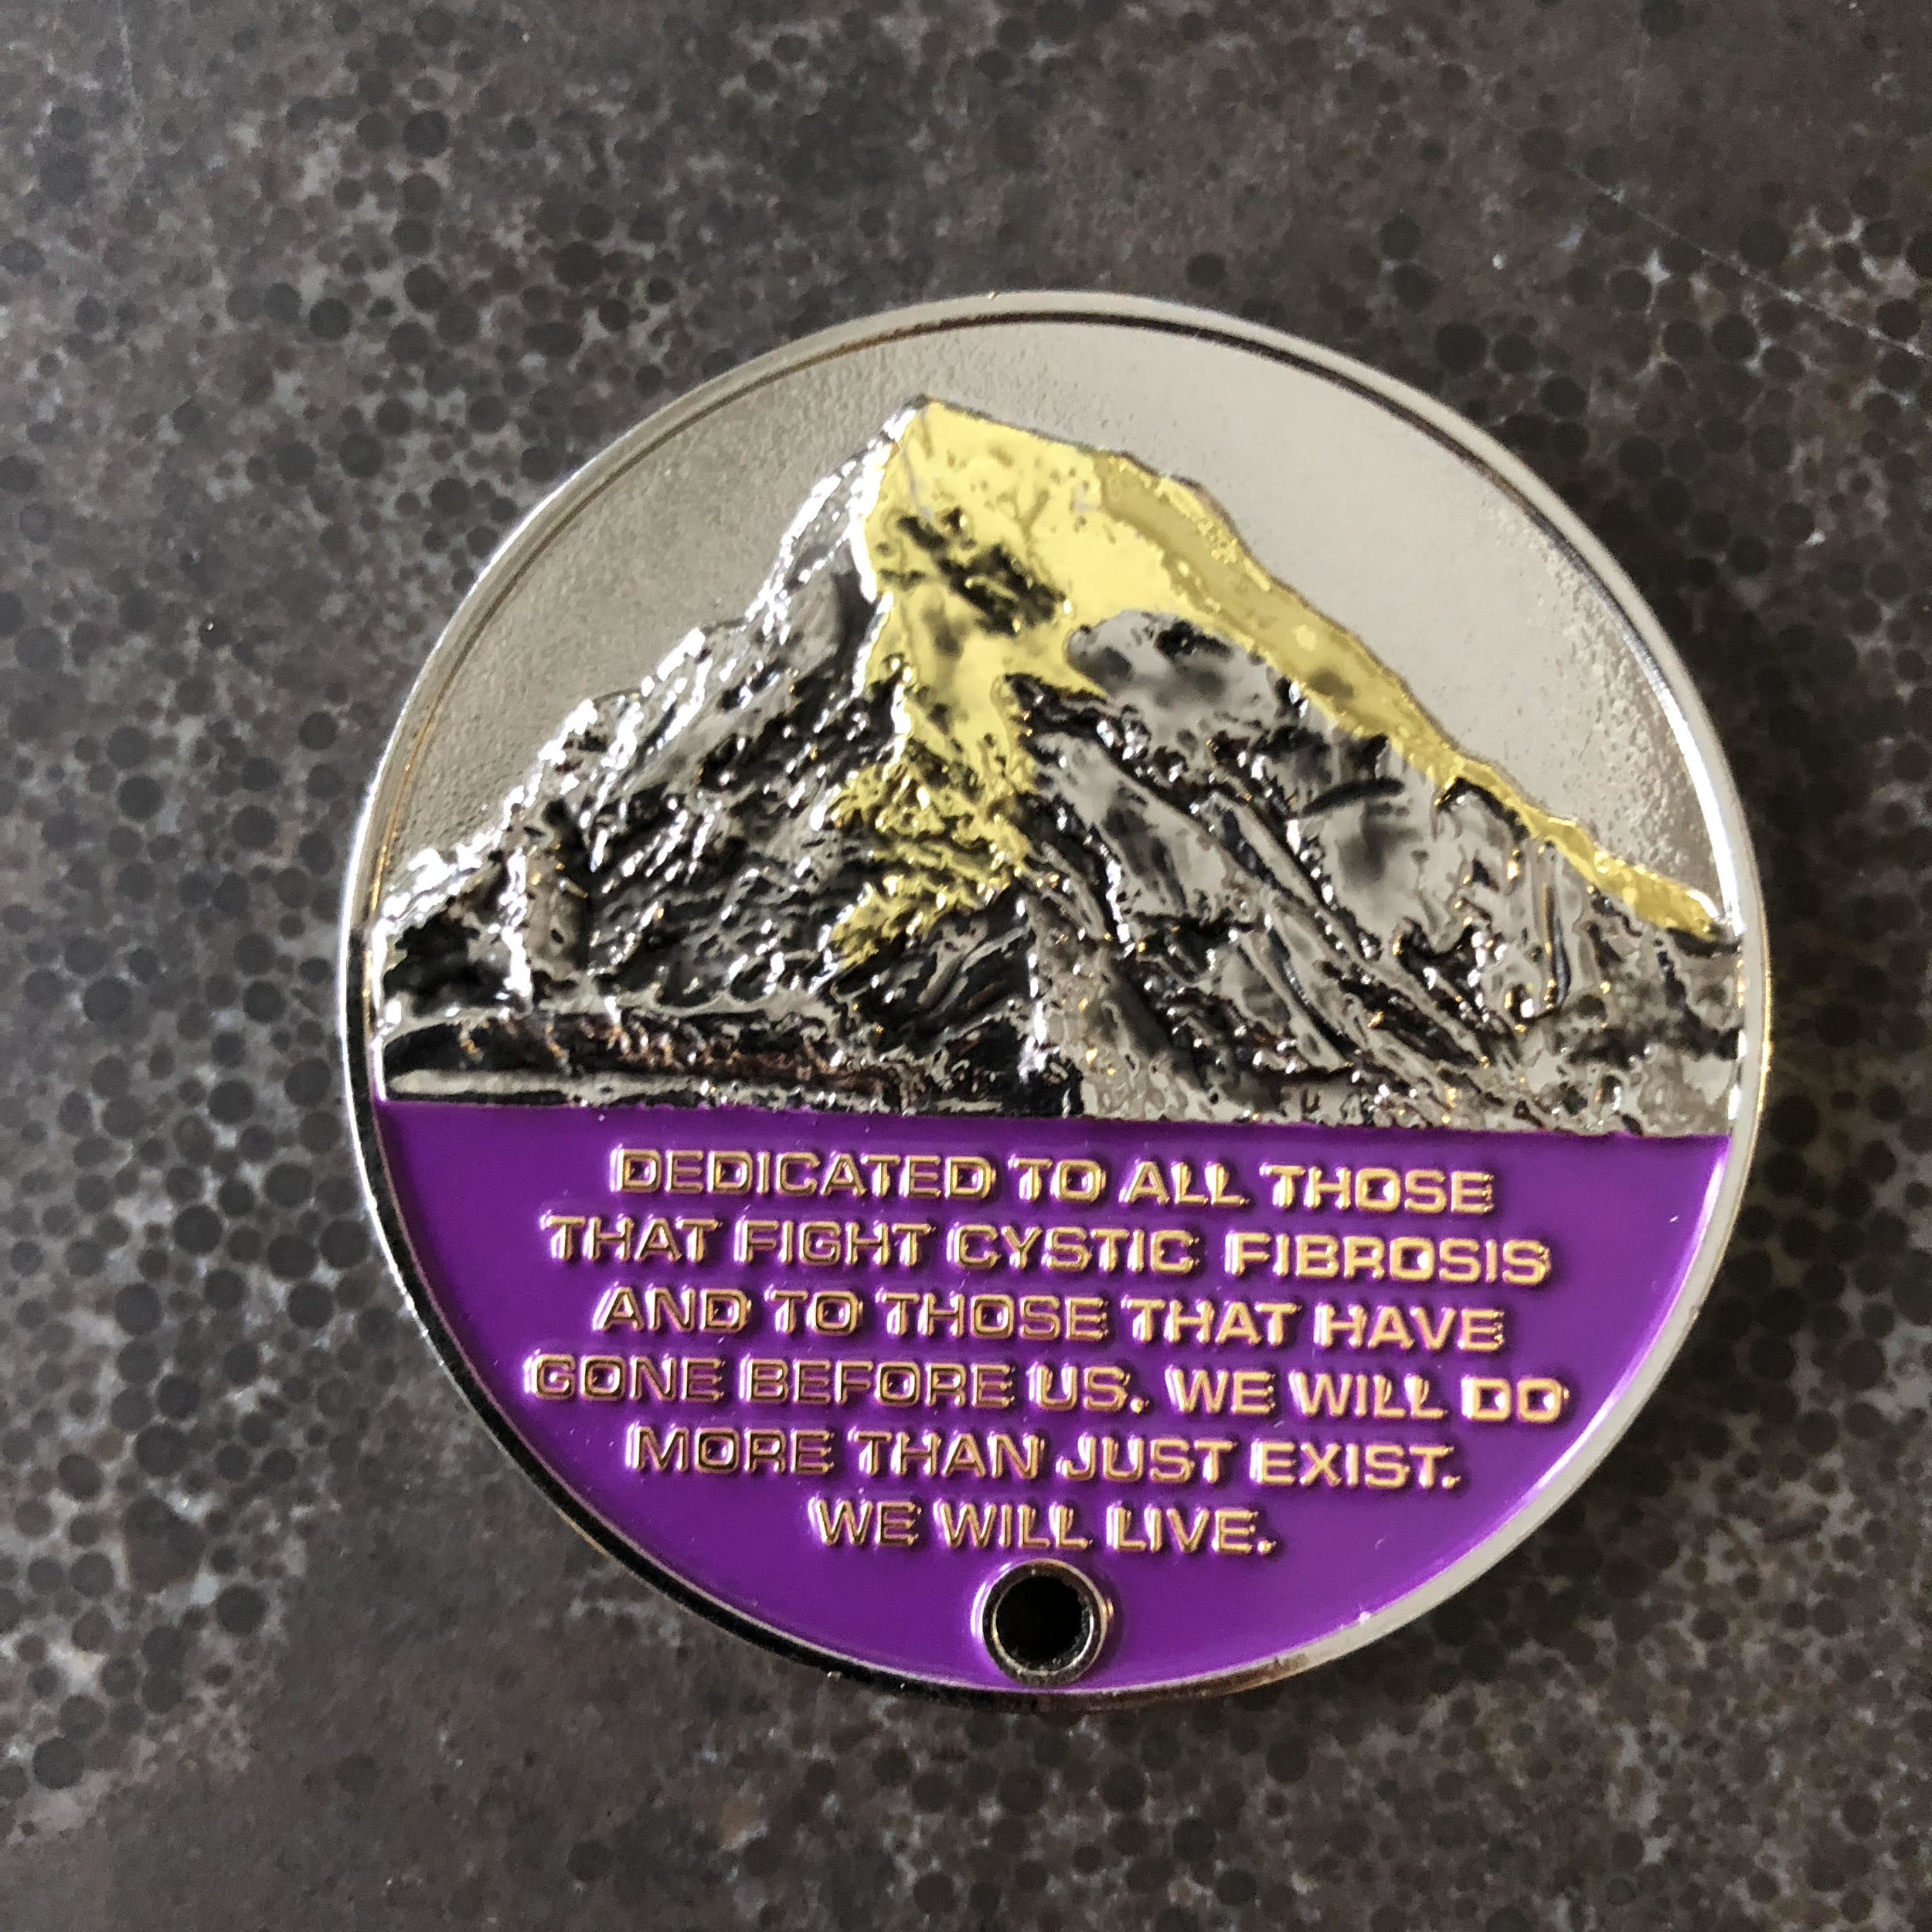 DEDICATED TO ALL THOSE
THAT FIGHT CYSTIC FIBROSIS
AND TO THOSE THAT HAVE
GONE BEFORE US. WE WILL DO
MORE THAN JUST EXIST.
WE WILL LIVE.